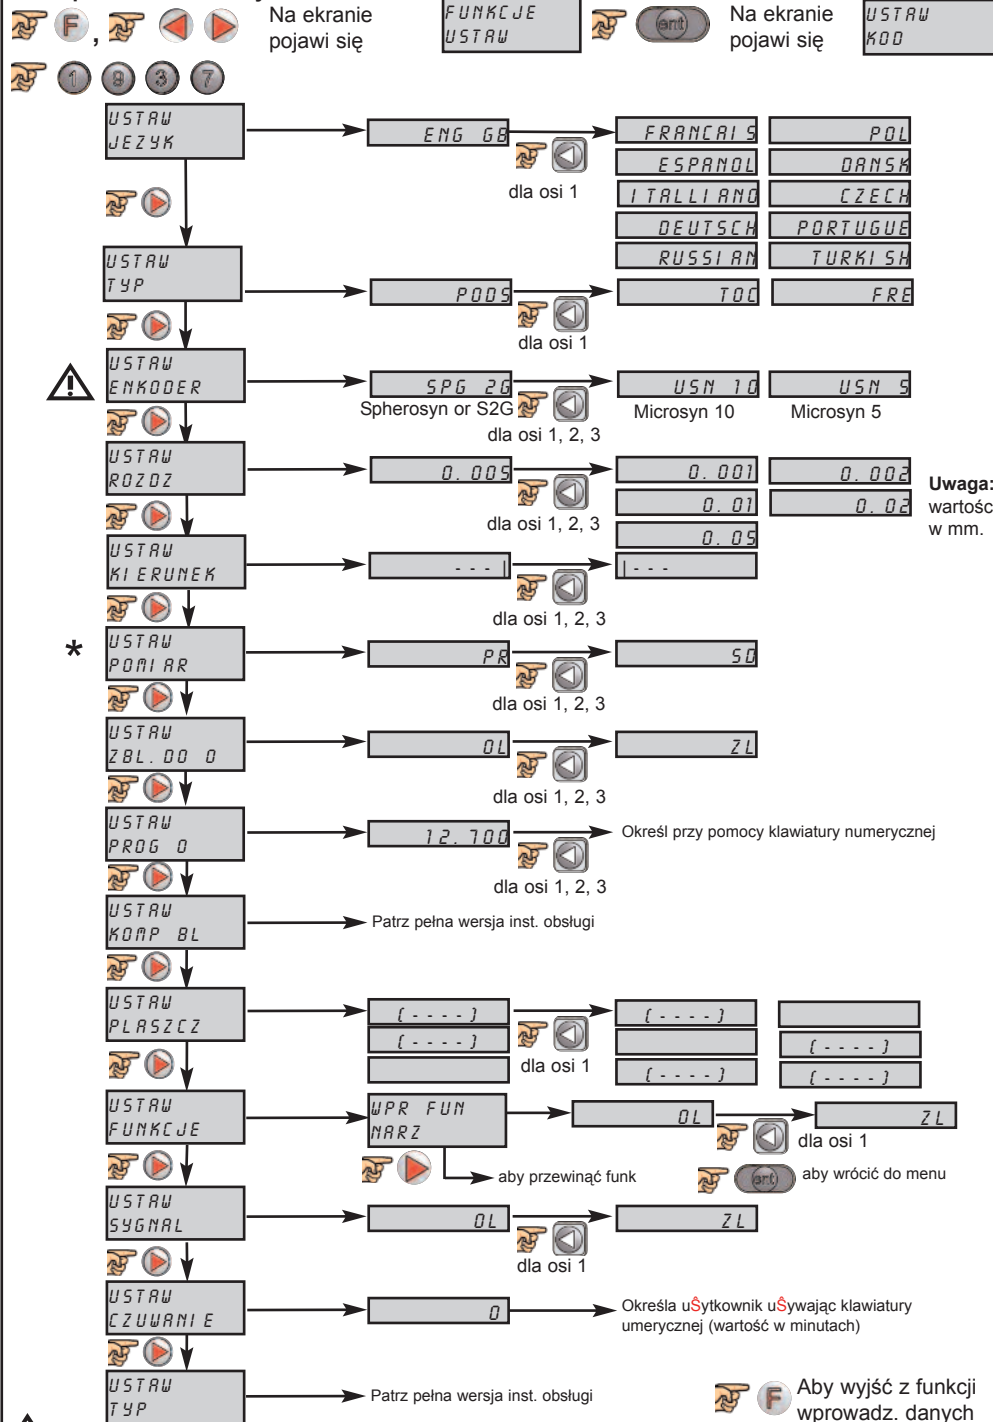 F , Na ekranie pojawi się
FUNKCJE
USTAW
ent
Na ekranie pojawi się
USTAW
KOD
1 9 3 7
USTAW
JEZYK
ENG GB
dla osi 1
FRANCAIS POL
ESPANOL DANSK
ITALLIANO CZECH
DEUTSCH PORTUGUE
RUSSIAN TURKISH
USTAW
TYP
PODS
dla osi 1
TOC FRE
USTAW
ENKODER
SPG 2G
Spherosyn or S2G
dla osi 1, 2, 3
USN 10 USN 5
Microsyn 10 Microsyn 5
USTAW
ROZDZ
0.005
dla osi 1, 2, 3
0.001 0.002
0.01 0.02
0.05
Uwaga:
wartośc
w mm.
USTAW
KIERUNEK
---|
dla osi 1, 2, 3
|---
*
USTAW
POMIAR
PR
dla osi 1, 2, 3
SD
USTAW
ZBL.DO 0
OL
dla osi 1, 2, 3
ZL
USTAW
PROG 0
12.700
dla osi 1, 2, 3
Określ przy pomocy klawiatury numerycznej
USTAW
KOMP BL
Patrz pełna wersja inst. obsługi
USTAW
PLASZCZ
(----)
(----)
dla osi 1
(----)
(----)
(----)
(----)
USTAW
FUNKCJE
WPR FUN
NARZ
aby przewinąć funk
OL
dla osi 1
ZL
ent aby wrócić do menu
USTAW
SYGNAL
OL
dla osi 1
ZL
USTAW
CZUWANIE
0
Określa uŜytkownik uŜywając klawiatury
umerycznej (wartość w minutach)
USTAW
TYP
Patrz pełna wersja inst. obsługi
F Aby wyjść z funkcji
wprowadz. danych